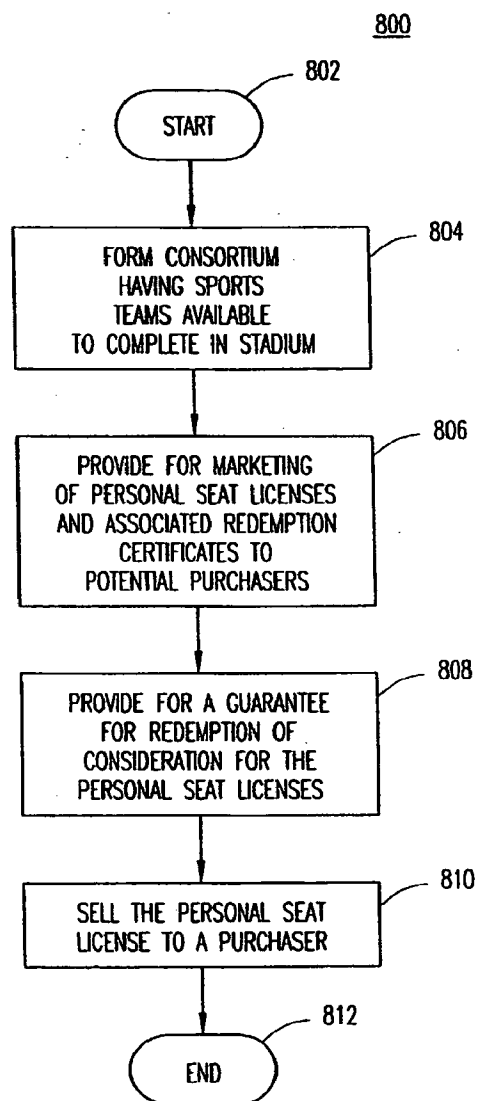 800
802
START
804
FORM CONSORTIUM
HAVING SPORTS
TEAMS AVAILABLE
TO COMPLETE IN STADIUM
806
PROVIDE FOR MARKETING
OF PERSONAL SEAT LICENSES
AND ASSOCIATED REDEMPTION
CERTIFICATES TO
POTENTIAL PURCHASERS
808
PROVIDE FOR A GUARANTEE
FOR REDEMPTION OF
CONSIDERATION FOR THE
PERSONAL SEAT LICENSES
810
SELL THE PERSONAL SEAT
LICENSE TO A PURCHASER
812
END